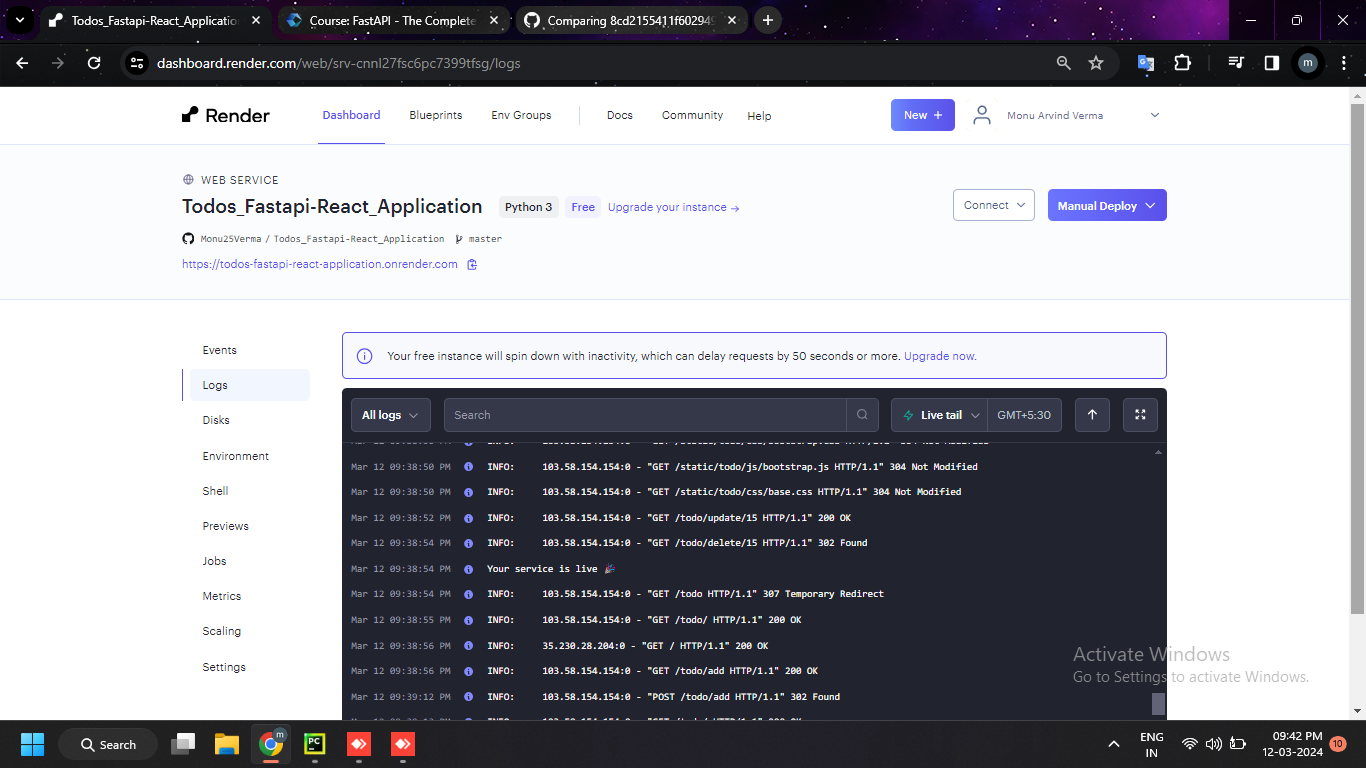 Todos_Fastapi-React_Applicatio
Course: FastAPI - The Complete
Comparing 8cd2155411f60294
dashboard.render.com/web/srv-cnnl27fsc6pc7399tfsg/logs
m
Render
Dashboard
Blueprints
Env Groups
Docs
Community
Help
New +
Monu Arvind Verma
WEB SERVICE
Todos_Fastapi-React_Application
Python 3
Free
Upgrade your instance →
Connect
Manual Deploy
Monu25Verma / Todos_Fastapi-React_Application
master
https://todos-fastapi-react-application.onrender.com
Events
Logs
Disks
Environment
Shell
Previews
Jobs
Metrics
Scaling
Settings
Your free instance will spin down with inactivity, which can delay requests by 50 seconds or more. Upgrade now.
All logs
Search
Live tail
GMT+5:30
Mar 12 09:38:50 PM INFO: 103.58.154.154:0 - "GET /static/todo/js/bootstrap.js HTTP/1.1" 304 Not Modified
Mar 12 09:38:50 PM INFO: 103.58.154.154:0 - "GET /static/todo/css/base.css HTTP/1.1" 304 Not Modified
Mar 12 09:38:52 PM INFO: 103.58.154.154:0 - "GET /todo/update/15 HTTP/1.1" 200 OK
Mar 12 09:38:54 PM INFO: 103.58.154.154:0 - "GET /todo/delete/15 HTTP/1.1" 302 Found
Mar 12 09:38:54 PM Your service is live 🎉
Mar 12 09:38:54 PM INFO: 103.58.154.154:0 - "GET /todo HTTP/1.1" 307 Temporary Redirect
Mar 12 09:38:55 PM INFO: 103.58.154.154:0 - "GET /todo/ HTTP/1.1" 200 OK
Mar 12 09:38:56 PM INFO: 35.230.28.204:0 - "GET / HTTP/1.1" 200 OK
Mar 12 09:38:56 PM INFO: 103.58.154.154:0 - "GET /todo/add HTTP/1.1" 200 OK
Mar 12 09:39:12 PM INFO: 103.58.154.154:0 - "POST /todo/add HTTP/1.1" 302 Found
Activate Windows
Go to Settings to activate Windows.
Search
m
PC
ENG
IN
09:42 PM
12-03-2024
10